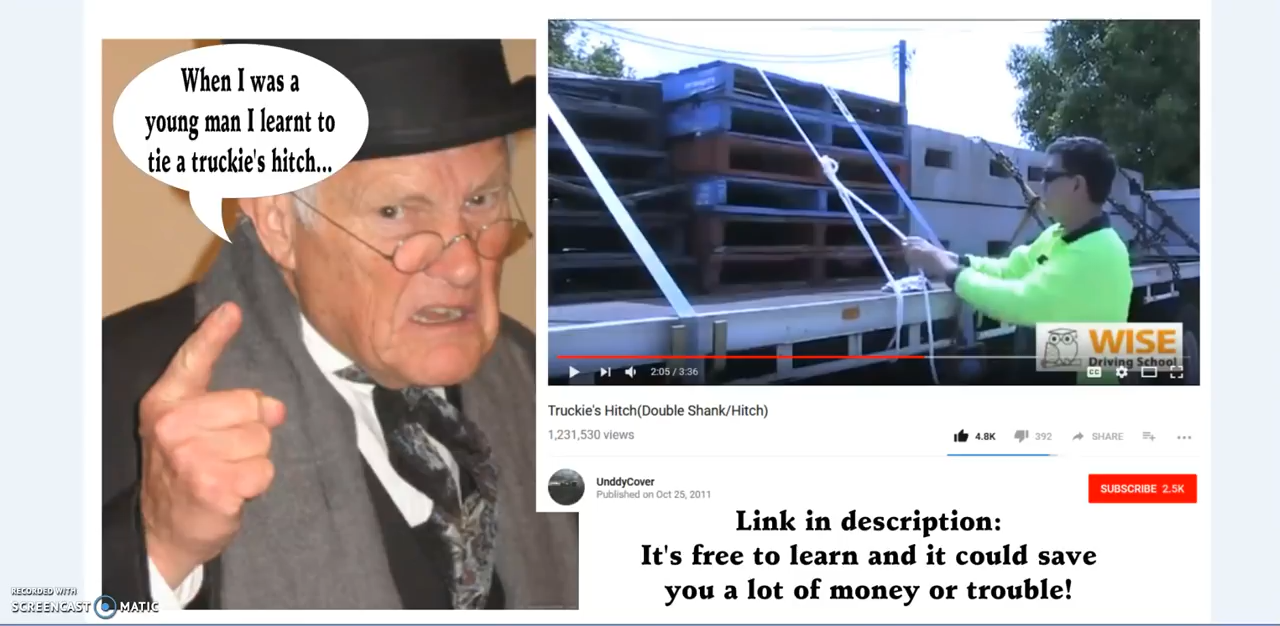 When I was a
young man I learnt to
tie a truckie's hitch...
WISE
Driving School
2:05 / 3:36
CC
Truckie's Hitch(Double Shank/Hitch)
1,231,530 views
4.8K
392
SHARE
UnddyCover
Published on Oct 25, 2011
SUBSCRIBE 2.5K
Link in description:
It's free to learn and it could save
you a lot of money or trouble!
RECORDED WITH
SCREENCAST MATIC